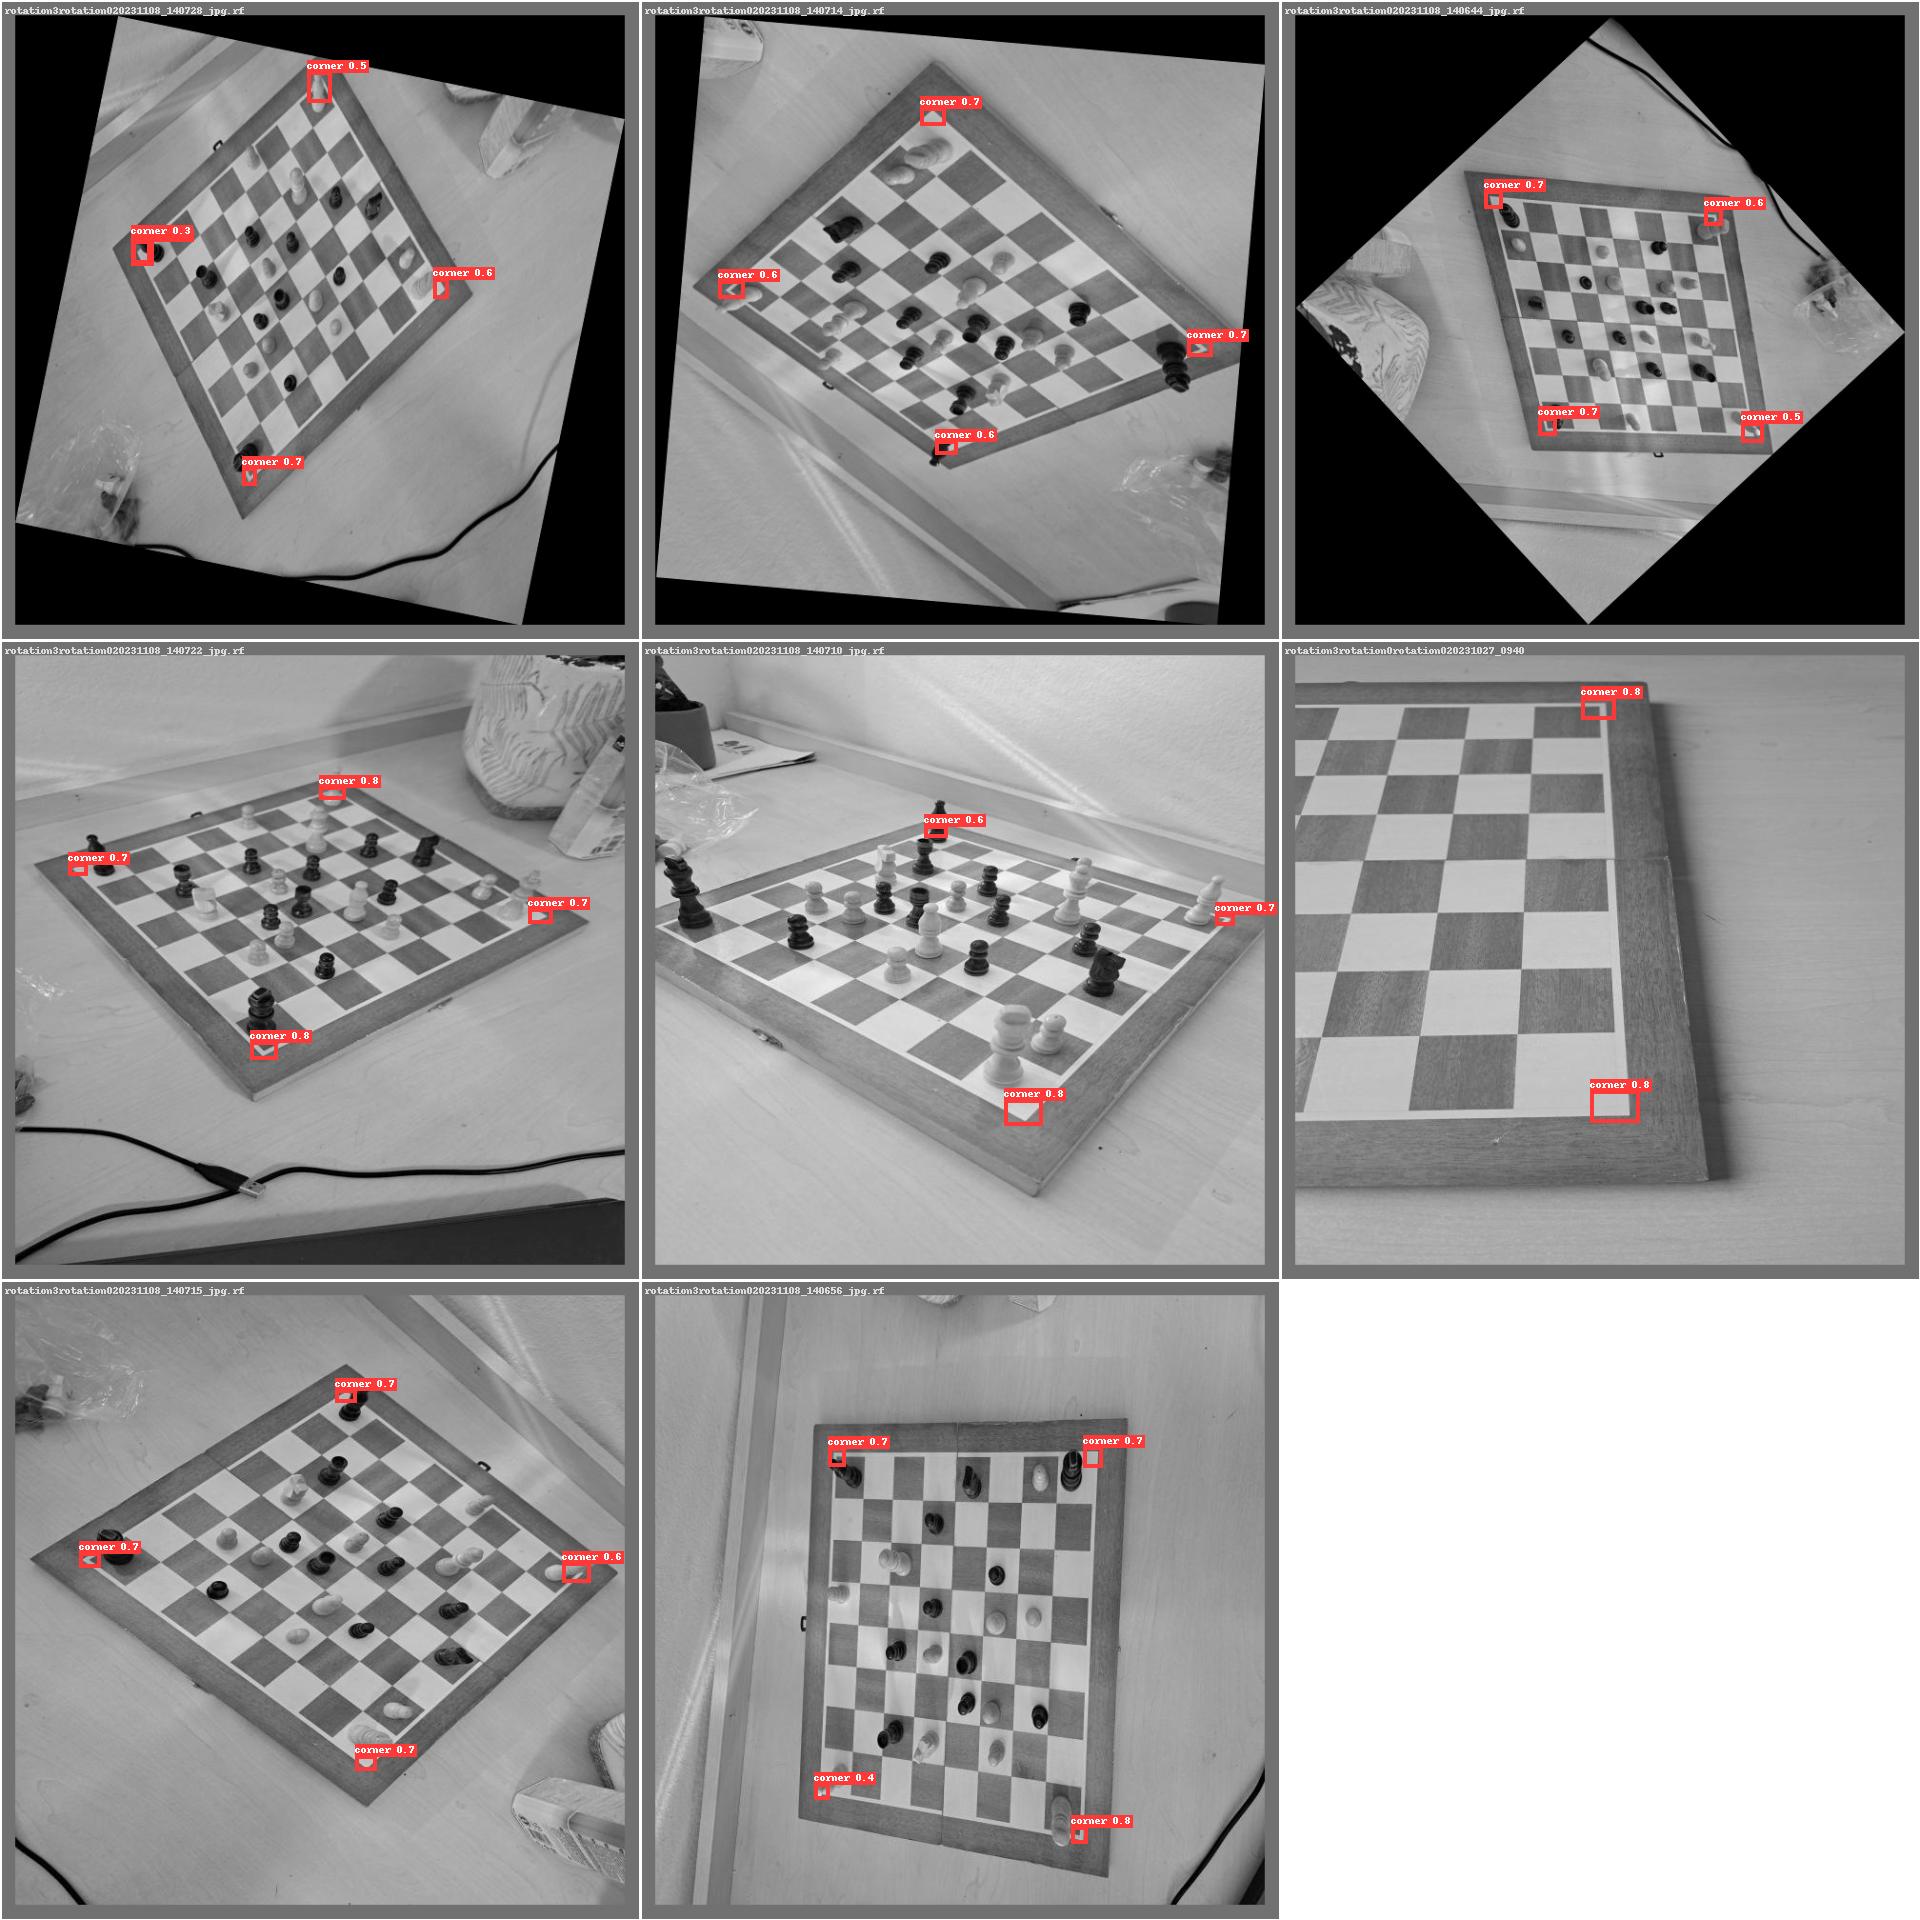 rotation3rotation020231108_140728_jpg.rf
rotation3rotation020231108_140714_jpg.rf
rotation3rotation020231108_140644_jpg.rf
corner 0.5
corner 0.3
corner 0.6
corner 0.7
corner 0.7
corner 0.6
corner 0.7
corner 0.6
corner 0.7
corner 0.6
corner 0.7
corner 0.5
rotation3rotation020231108_140722_jpg.rf
rotation3rotation020231108_140710_jpg.rf
rotation3rotation0rotation020231027_0940
corner 0.8
corner 0.7
corner 0.7
corner 0.8
corner 0.6
corner 0.7
corner 0.8
corner 0.8
corner 0.8
rotation3rotation020231108_140715_jpg.rf
rotation3rotation020231108_140656_jpg.rf
corner 0.7
corner 0.7
corner 0.6
corner 0.7
corner 0.7
corner 0.7
corner 0.4
corner 0.8